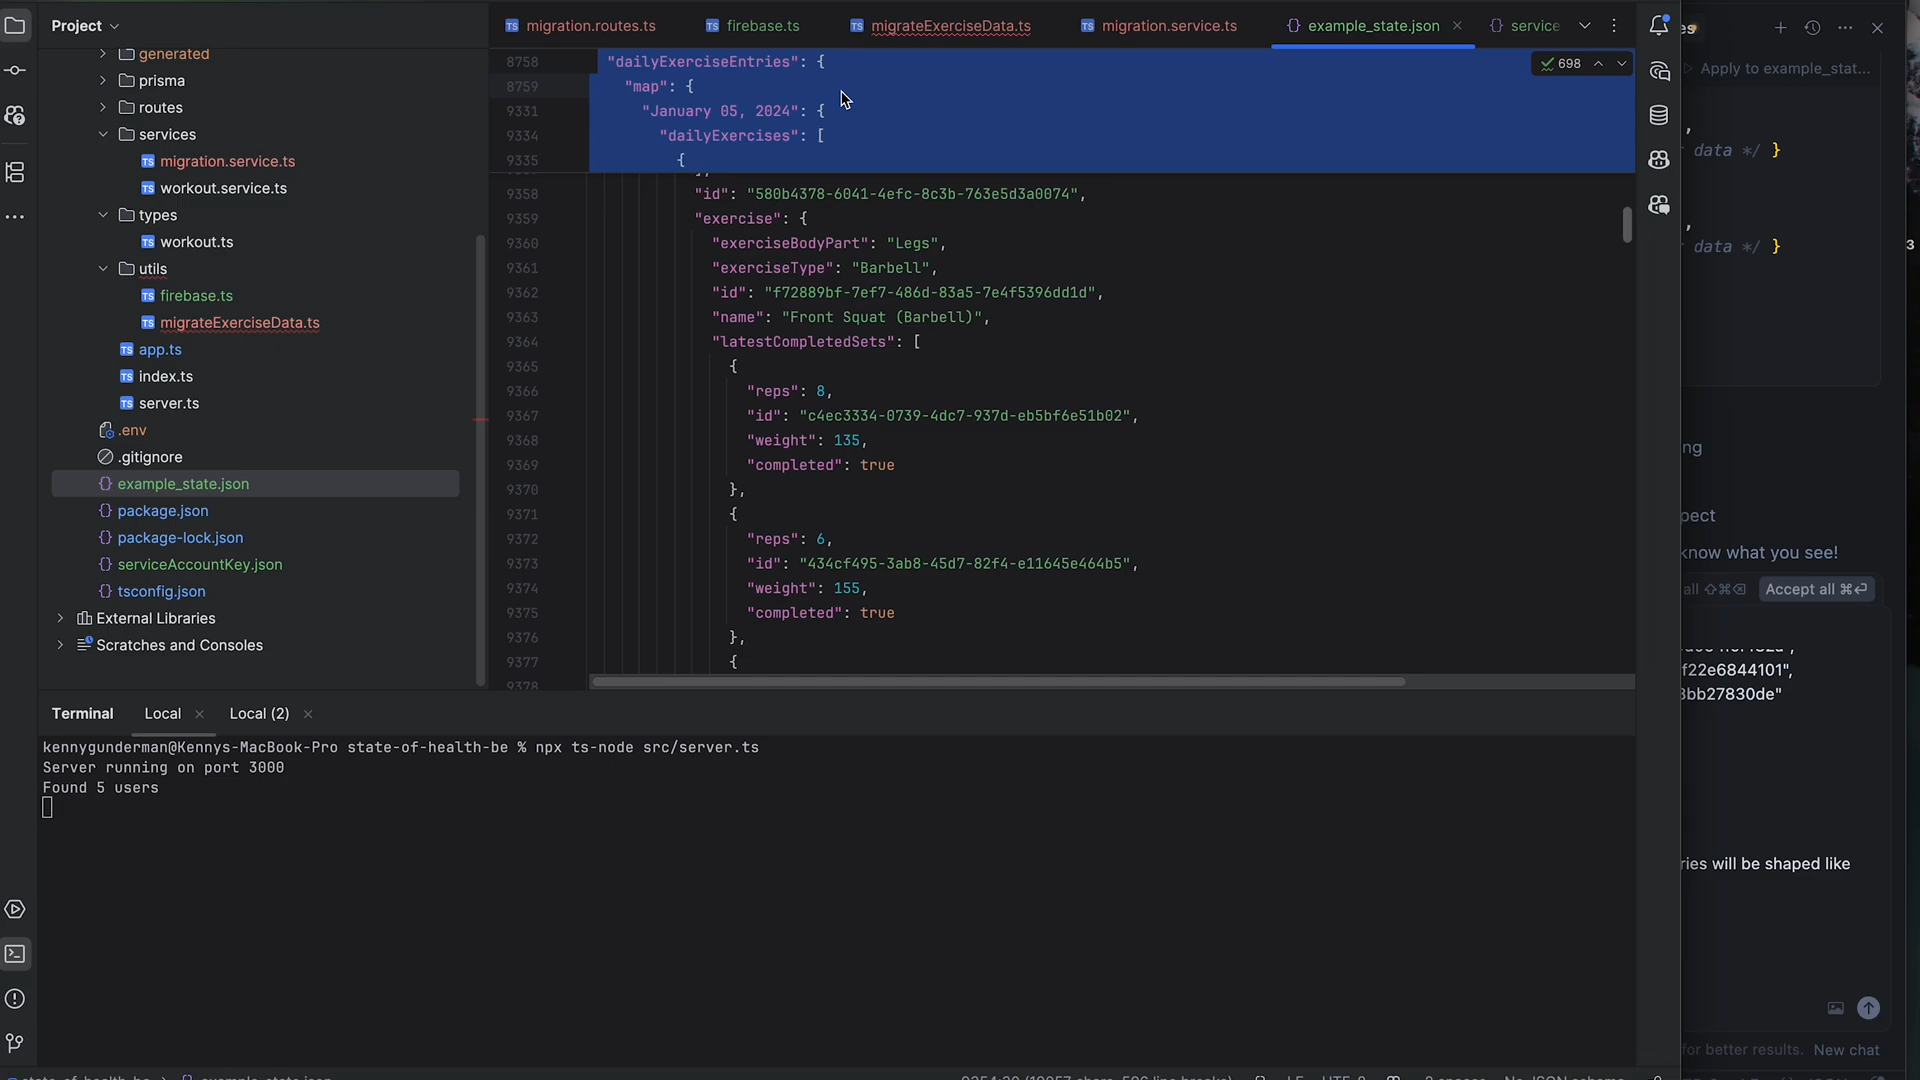 Project
generated
prisma
routes
services
migration.service.ts
workout.service.ts
types
workout.ts
utils
firebase.ts
migrateExerciseData.ts
app.ts
index.ts
server.ts
.env
.gitignore
example_state.json
package.json
package-lock.json
serviceAccountKey.json
tsconfig.json
External Libraries
Scratches and Consoles
migration.routes.ts
firebase.ts
migrateExerciseData.ts
migration.service.ts
example_state.json
service
698
8758 "dailyExerciseEntries": {
8759 "map": {
9331 "January 05, 2024": {
9334 "dailyExercises": [
9335 {
9358 "id": "580b4378-6041-4efc-8c3b-763e5d3a0074",
9359 "exercise": {
9360 "exerciseBodyPart": "Legs",
9361 "exerciseType": "Barbell",
9362 "id": "f72889bf-7ef7-486d-83a5-7e4f5396dd1d",
9363 "name": "Front Squat (Barbell)",
9364 "latestCompletedSets": [
9365 {
9366 "reps": 8,
9367 "id": "c4ec3334-0739-4dc7-937d-eb5bf6e51b02",
9368 "weight": 135,
9369 "completed": true
9370 },
9371 {
9372 "reps": 6,
9373 "id": "434cf495-3ab8-45d7-82f4-e11645e464b5",
9374 "weight": 155,
9375 "completed": true
9376 },
9377 {
9378
Terminal
Local
Local (2)
kennygunderman@Kennys-MacBook-Pro state-of-health-be % npx ts-node src/server.ts
Server running on port 3000
Found 5 users
Apply to example_stat...
,
data */ }
,
data */ }
3
ng
pect
know what you see!
all ⇧⌘⌫ Accept all ⌘⏎
f22e6844101",
3bb27830de"
ries will be shaped like
for better results. New chat